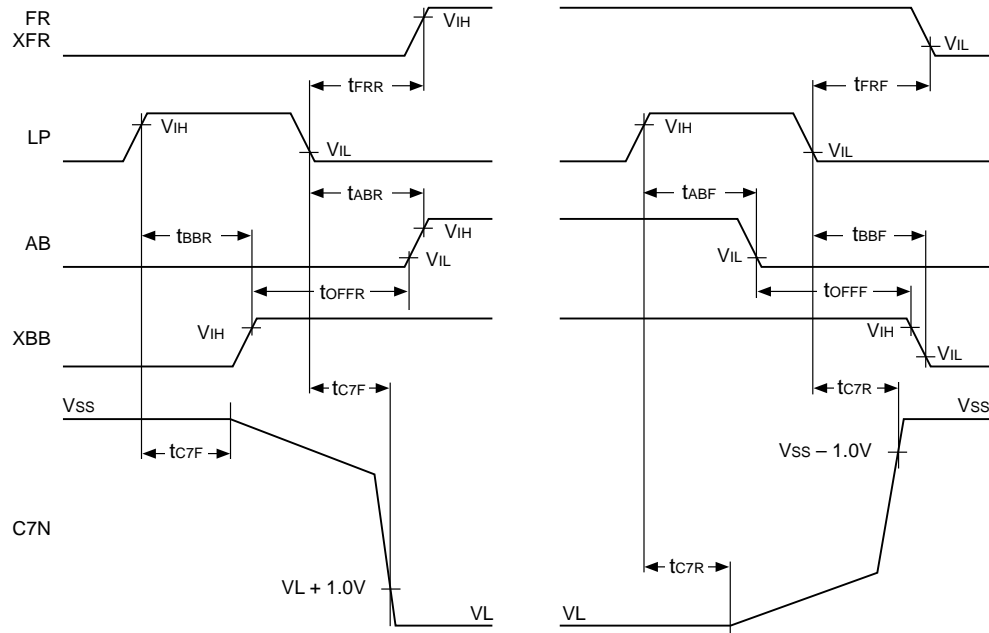 FR
XFR
VIH
VIL
tFRR
tFRF
LP
VIH
VIL
VIH
VIL
tABR
tABF
AB
tBBR
VIH
VIL
VIL
tBBF
tOFFR
tOFFF
XBB
VIH
VIH
VIL
tC7F
tC7R
VSS
VSS
tC7F
VSS – 1.0V
C7N
tC7R
VL + 1.0V
VL
VL